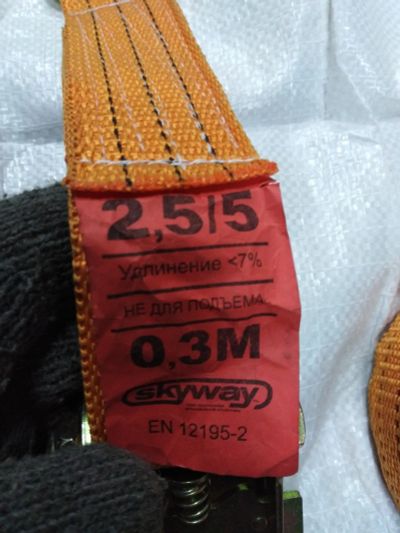 2,5/5
Удлинение <7%
НЕ ДЛЯ ПОДЪЕМА
0,3М
skyway
EN 12195-2